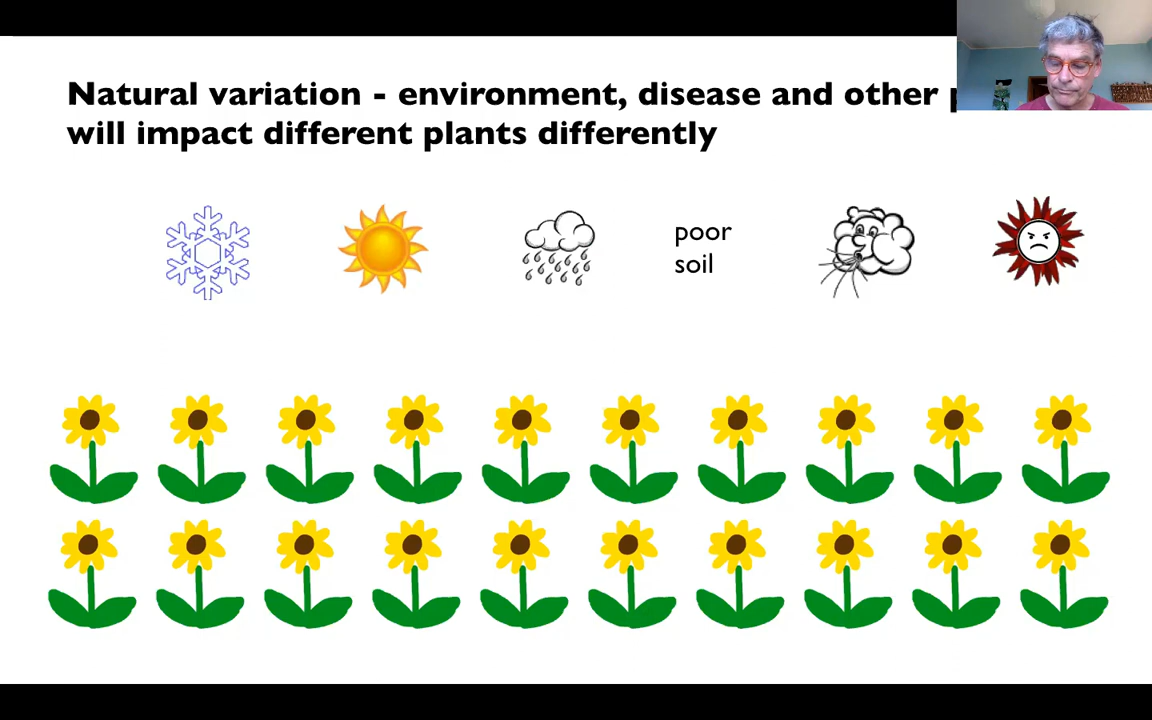 Natural variation - environment, disease and other
will impact different plants differently
poor
soil